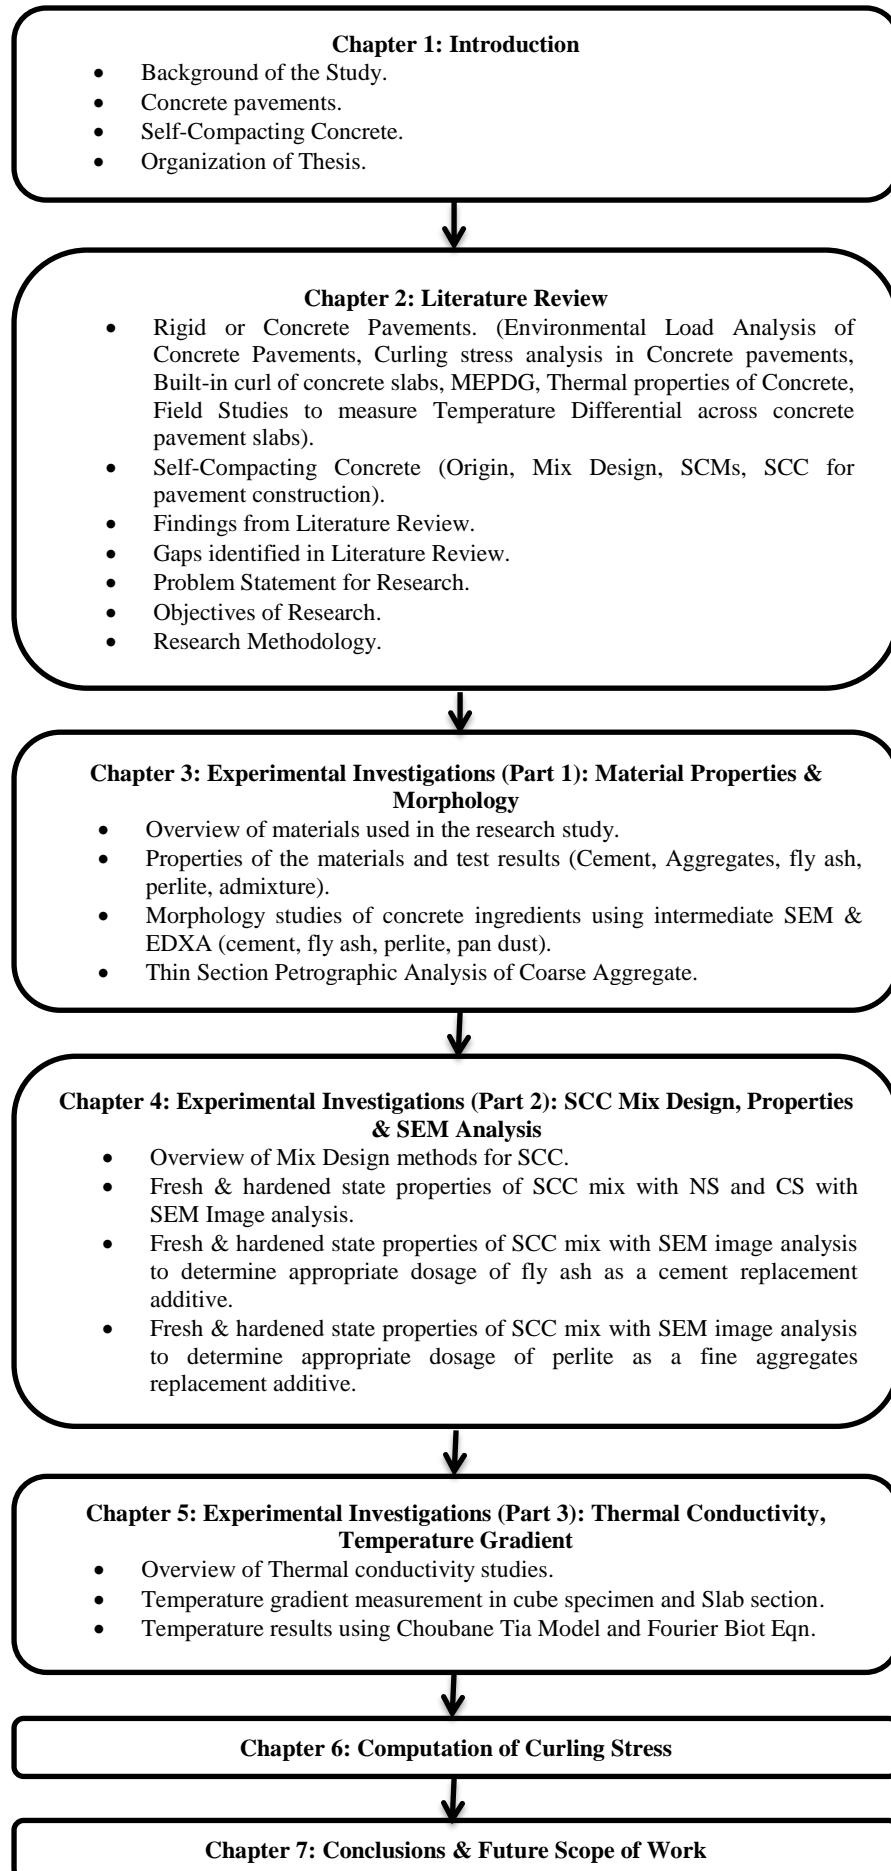 Chapter 1: Introduction
• Background of the Study.
• Concrete pavements.
• Self-Compacting Concrete.
• Organization of Thesis.
Chapter 2: Literature Review
• Rigid or Concrete Pavements. (Environmental Load Analysis of
Concrete Pavements, Curling stress analysis in Concrete pavements,
Built-in curl of concrete slabs, MEPDG, Thermal properties of Concrete,
Field Studies to measure Temperature Differential across concrete
pavement slabs).
• Self-Compacting Concrete (Origin, Mix Design, SCMs, SCC for
pavement construction).
• Findings from Literature Review.
• Gaps identified in Literature Review.
• Problem Statement for Research.
• Objectives of Research.
• Research Methodology.
Chapter 3: Experimental Investigations (Part 1): Material Properties &
Morphology
• Overview of materials used in the research study.
• Properties of the materials and test results (Cement, Aggregates, fly ash,
perlite, admixture).
• Morphology studies of concrete ingredients using intermediate SEM &
EDXA (cement, fly ash, perlite, pan dust).
• Thin Section Petrographic Analysis of Coarse Aggregate.
Chapter 4: Experimental Investigations (Part 2): SCC Mix Design, Properties
& SEM Analysis
• Overview of Mix Design methods for SCC.
• Fresh & hardened state properties of SCC mix with NS and CS with
SEM Image analysis.
• Fresh & hardened state properties of SCC mix with SEM image analysis
to determine appropriate dosage of fly ash as a cement replacement
additive.
• Fresh & hardened state properties of SCC mix with SEM image analysis
to determine appropriate dosage of perlite as a fine aggregates
replacement additive.
Chapter 5: Experimental Investigations (Part 3): Thermal Conductivity,
Temperature Gradient
• Overview of Thermal conductivity studies.
• Temperature gradient measurement in cube specimen and Slab section.
• Temperature results using Choubane Tia Model and Fourier Biot Eqn.
Chapter 6: Computation of Curling Stress
Chapter 7: Conclusions & Future Scope of Work